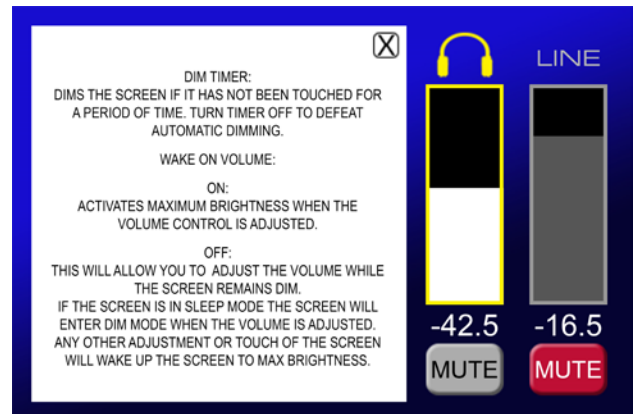 X
DIM TIMER:
DIMS THE SCREEN IF IT HAS NOT BEEN TOUCHED FOR
A PERIOD OF TIME. TURN TIMER OFF TO DEFEAT
AUTOMATIC DIMMING.
WAKE ON VOLUME:
ON:
ACTIVATES MAXIMUM BRIGHTNESS WHEN THE
VOLUME CONTROL IS ADJUSTED.
OFF:
THIS WILL ALLOW YOU TO ADJUST THE VOLUME WHILE
THE SCREEN REMAINS DIM.
IF THE SCREEN IS IN SLEEP MODE THE SCREEN WILL
ENTER DIM MODE WHEN THE VOLUME IS ADJUSTED.
ANY OTHER ADJUSTMENT OR TOUCH OF THE SCREEN
WILL WAKE UP THE SCREEN TO MAX BRIGHTNESS.
LINE
-42.5 -16.5
MUTE MUTE